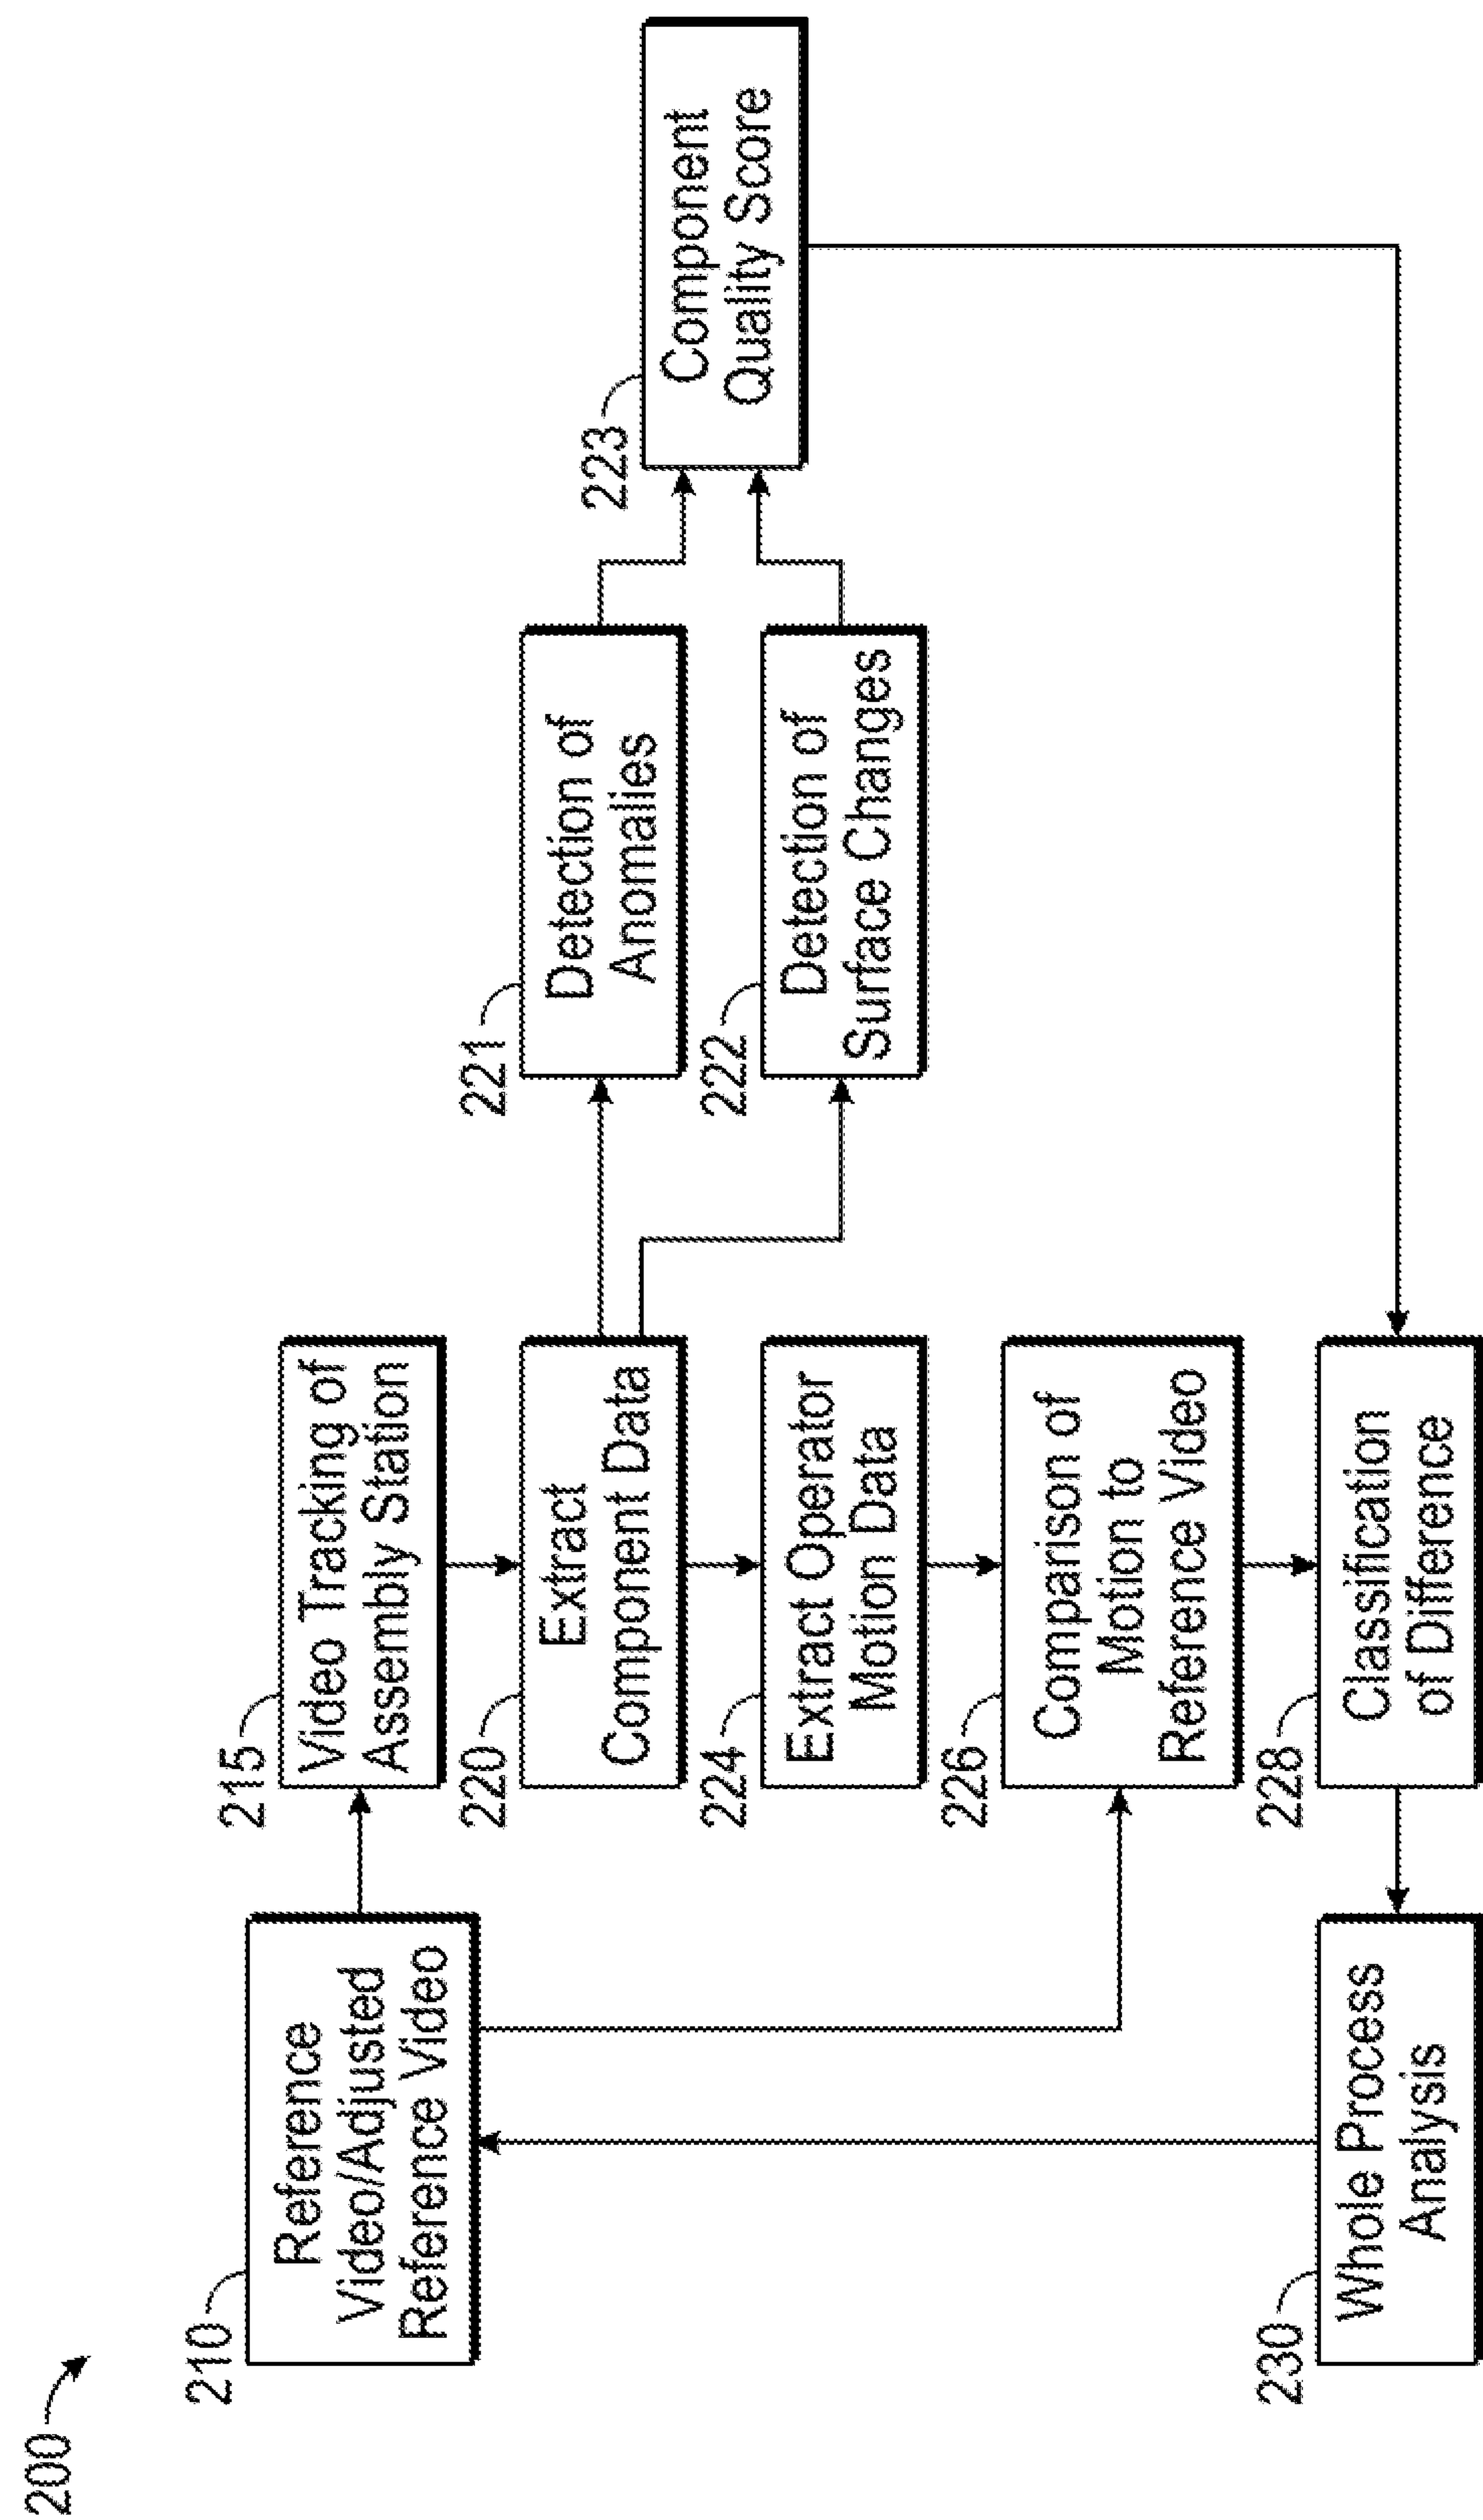 200
210
Reference
Video/Adjusted
Reference Video
215
Video Tracking of
Assembly Station
220
Extract
Component Data
221
Detection of
Anomalies
222
Detection of
Surface Changes
223
Component
Quality Score
224
Extract Operator
Motion Data
226
Comparison of
Motion to
Reference Video
228
Classification
of Difference
230
Whole Process
Analysis